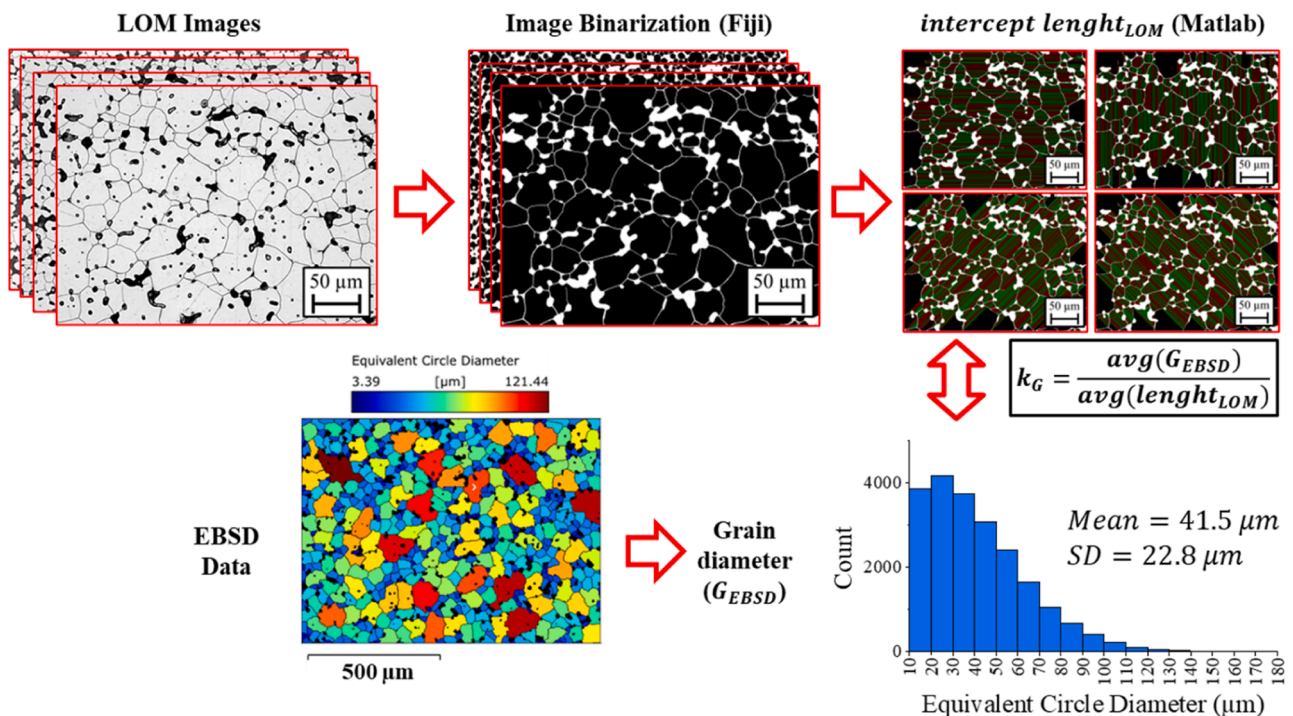 LOM Images
Image Binarization (Fiji)
intercept lenght_LOM (Matlab)
50 µm
50 µm
50 µm
50 µm
50 µm
50 µm
k_G = avg(G_EBSD) / avg(lenght_LOM)
Equivalent Circle Diameter
3.39 [µm] 121.44
EBSD
Data
500 µm
Grain
diameter
(G_EBSD)
Mean = 41.5 µm
SD = 22.8 µm
Count
4000
2000
0
10 20 30 40 50 60 70 80 90 100 110 120 130 140 150 160 170 180
Equivalent Circle Diameter (µm)